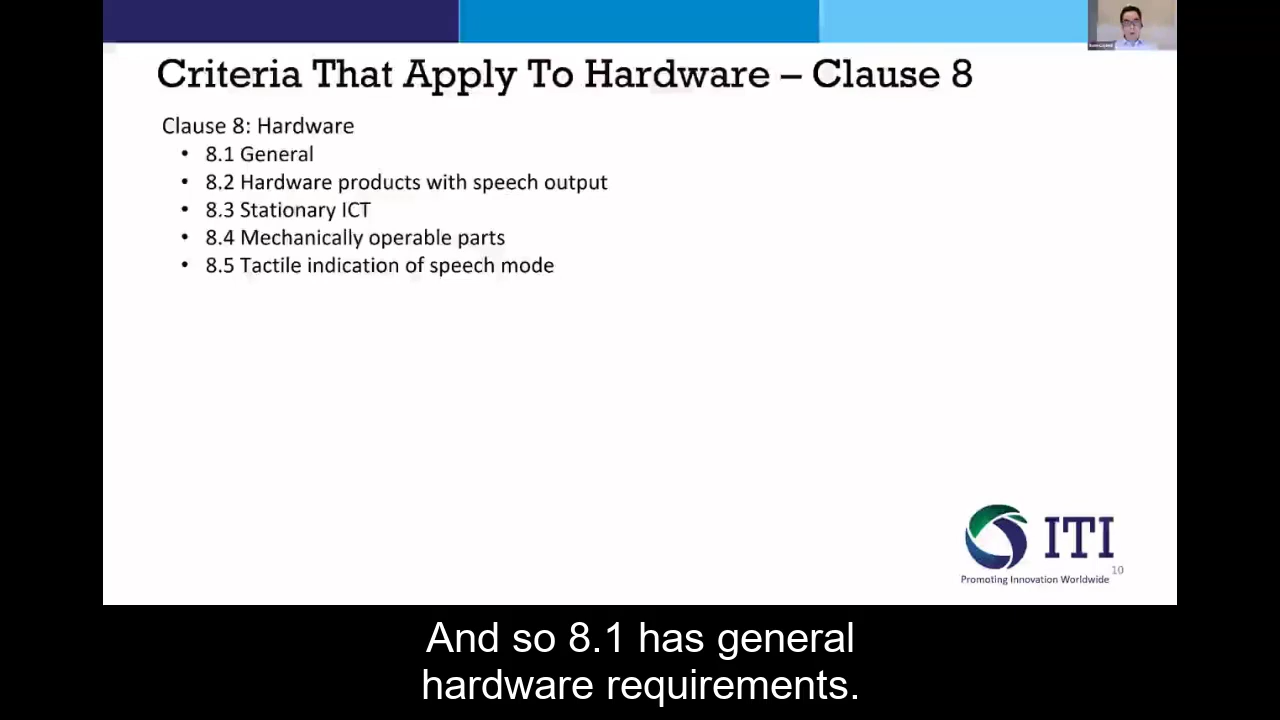 Criteria That Apply To Hardware – Clause 8
Clause 8: Hardware
• 8.1 General
• 8.2 Hardware products with speech output
• 8.3 Stationary ICT
• 8.4 Mechanically operable parts
• 8.5 Tactile indication of speech mode
ITI
10
Promoting Innovation Worldwide
And so 8.1 has general
hardware requirements.